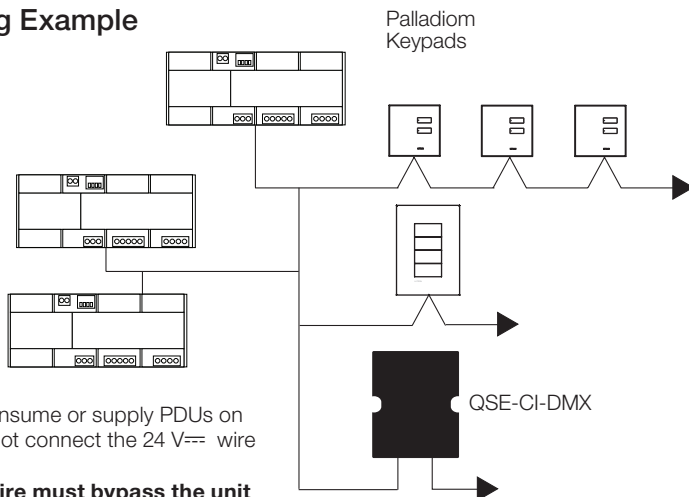 g Example
Palladiom
Keypads
QSE-CI-DMX
nsume or supply PDUs on
ot connect the 24 V⎓ wire
ire must bypass the unit